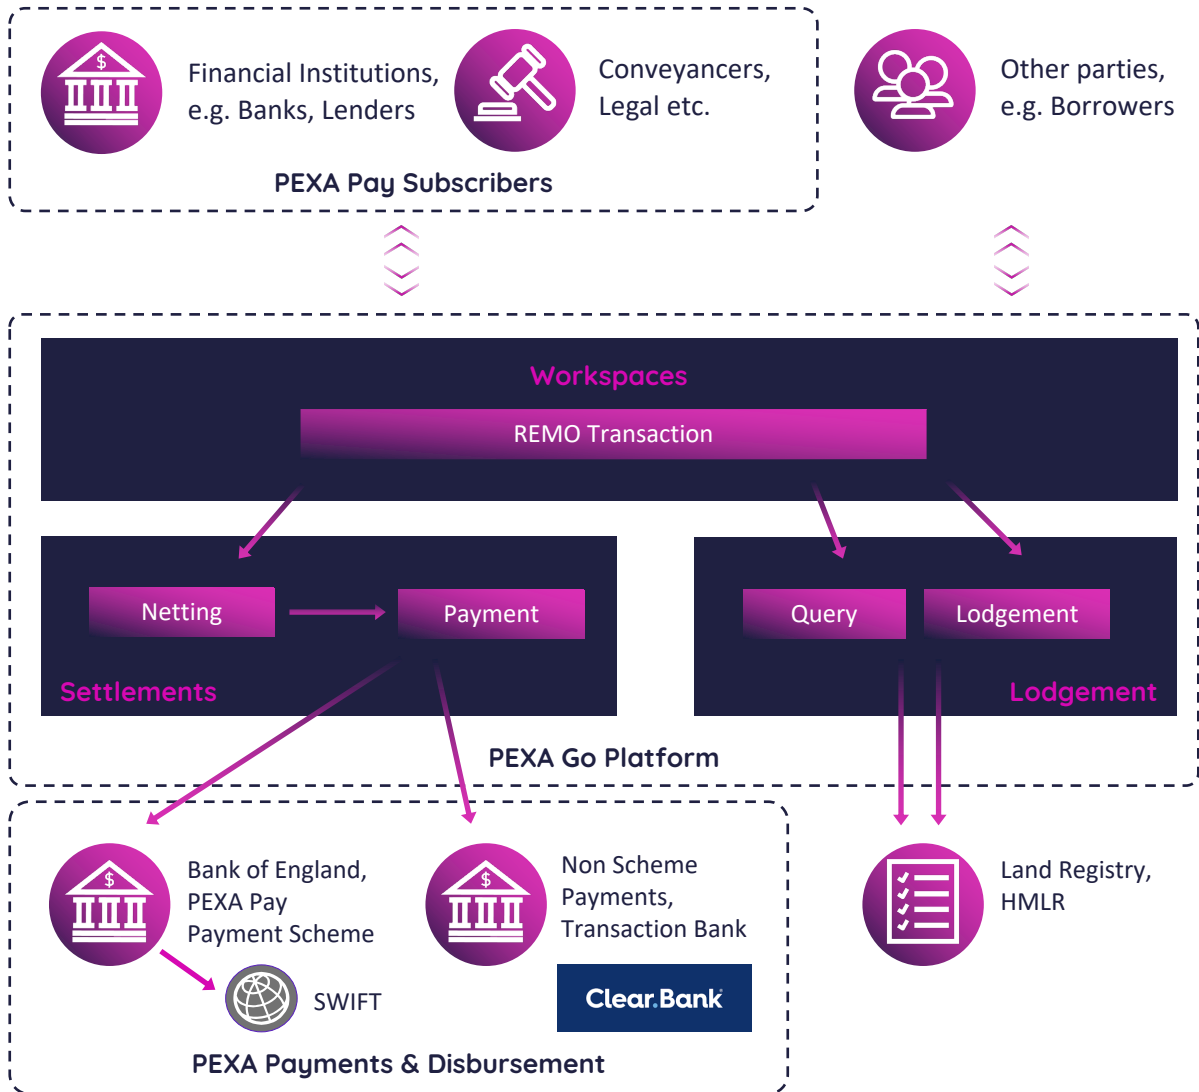 Financial Institutions,
e.g. Banks, Lenders
Conveyancers,
Legal etc.
Other parties,
e.g. Borrowers
PEXA Pay Subscribers
Workspaces
REMO Transaction
Netting
Payment
Settlements
Query
Lodgement
Lodgement
PEXA Go Platform
Bank of England,
PEXA Pay
Payment Scheme
SWIFT
Non Scheme
Payments,
Transaction Bank
Clear.Bank
PEXA Payments & Disbursement
Land Registry,
HMLR